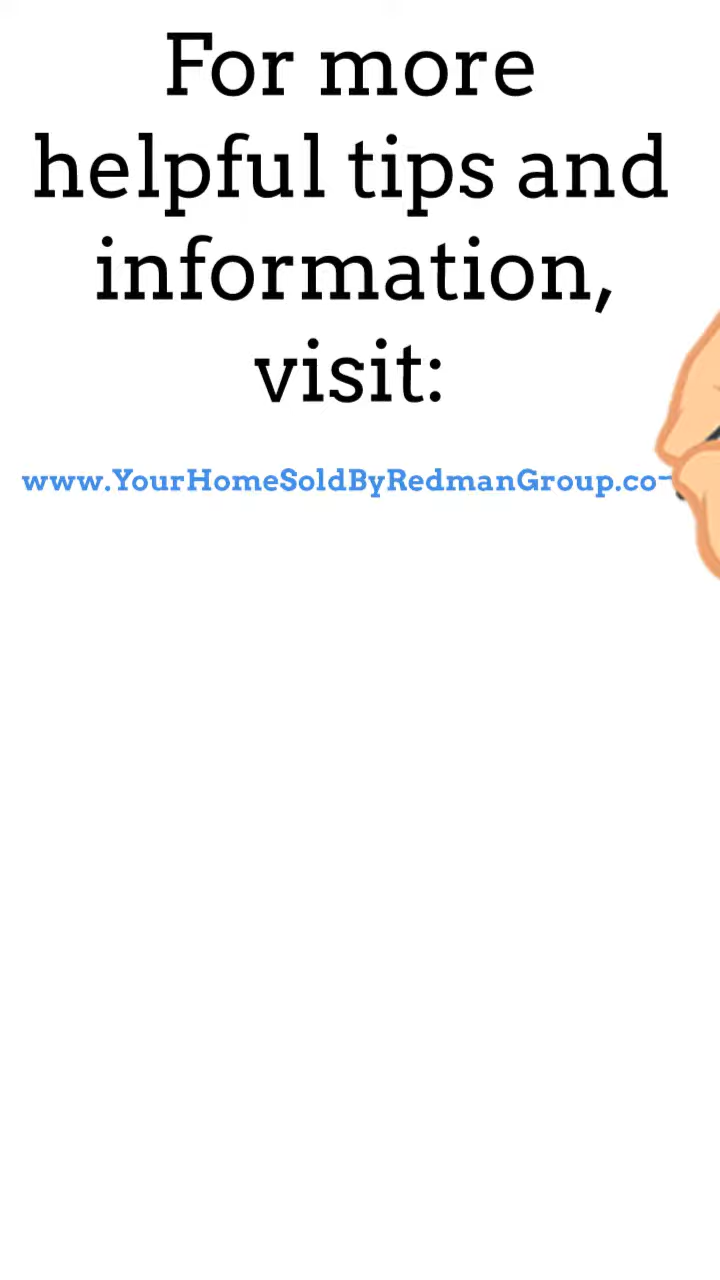 For more
helpful tips and
information,
visit:
www.YourHomeSoldByRedmanGroup.co